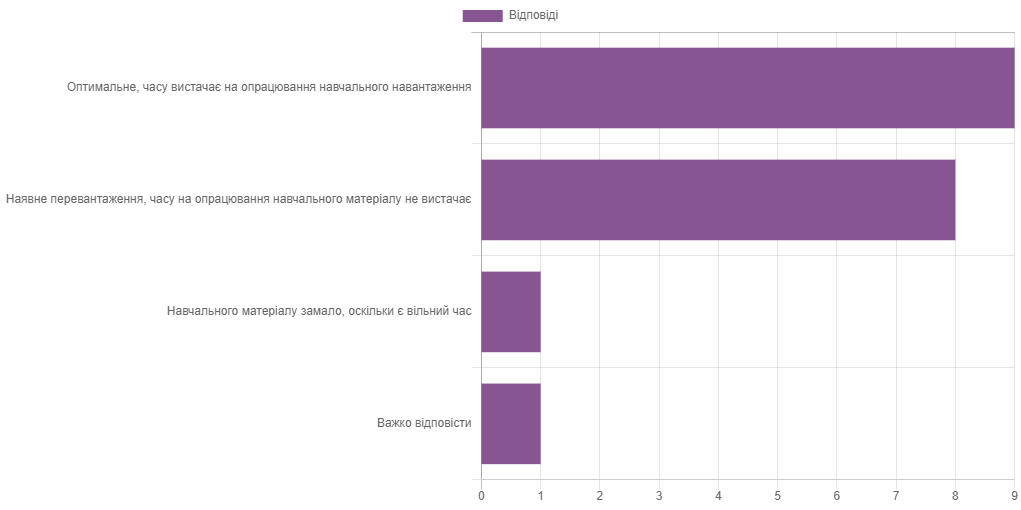 Відповіді
Оптимальне, часу вистачає на опрацювання навчального навантаження
Наявне перевантаження, часу на опрацювання навчального матеріалу не вистачає
Навчального матеріалу замало, оскільки є вільний час
Важко відповісти
0 1 2 3 4 5 6 7 8 9